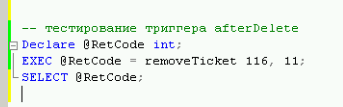 -- тестирование триггера afterDelete
Declare @RetCode int;
EXEC @RetCode = removeTicket 116, 11;
SELECT @RetCode;